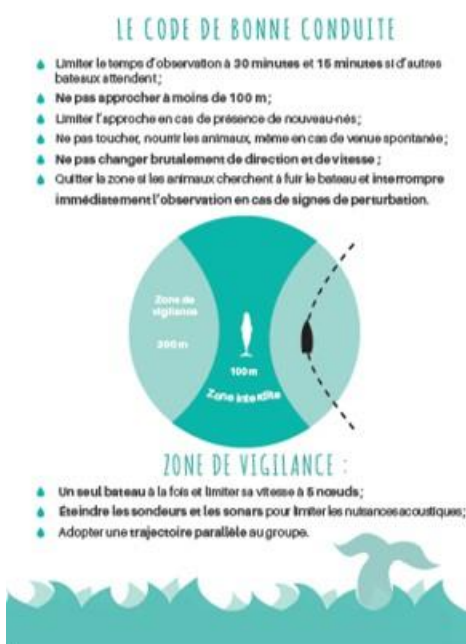 LE CODE DE BONNE CONDUITE
Limiter le temps d'observation à 30 minutes et 15 minutes si d'autres
bateaux attendent;
Ne pas approcher à moins de 100 m;
Limiter l'approche en cas de présence de nouveau-nés;
Ne pas toucher, nourrir les animaux, même en cas de venue spontanée;
Ne pas changer brutalement de direction et de vitesse;
Quitter la zone si les animaux cherchent à fuir le bateau et interrompre
immédiatement l'observation en cas de signes de perturbation.
Zone de
vigilance
300 m
100 m
Zone interdite
ZONE DE VIGILANCE :
Un seul bateau à la fois et limiter sa vitesse à 5 nœuds;
Éteindre les sondeurs et les sonars pour limiter les nuisances acoustiques;
Adopter une trajectoire parallèle au groupe.